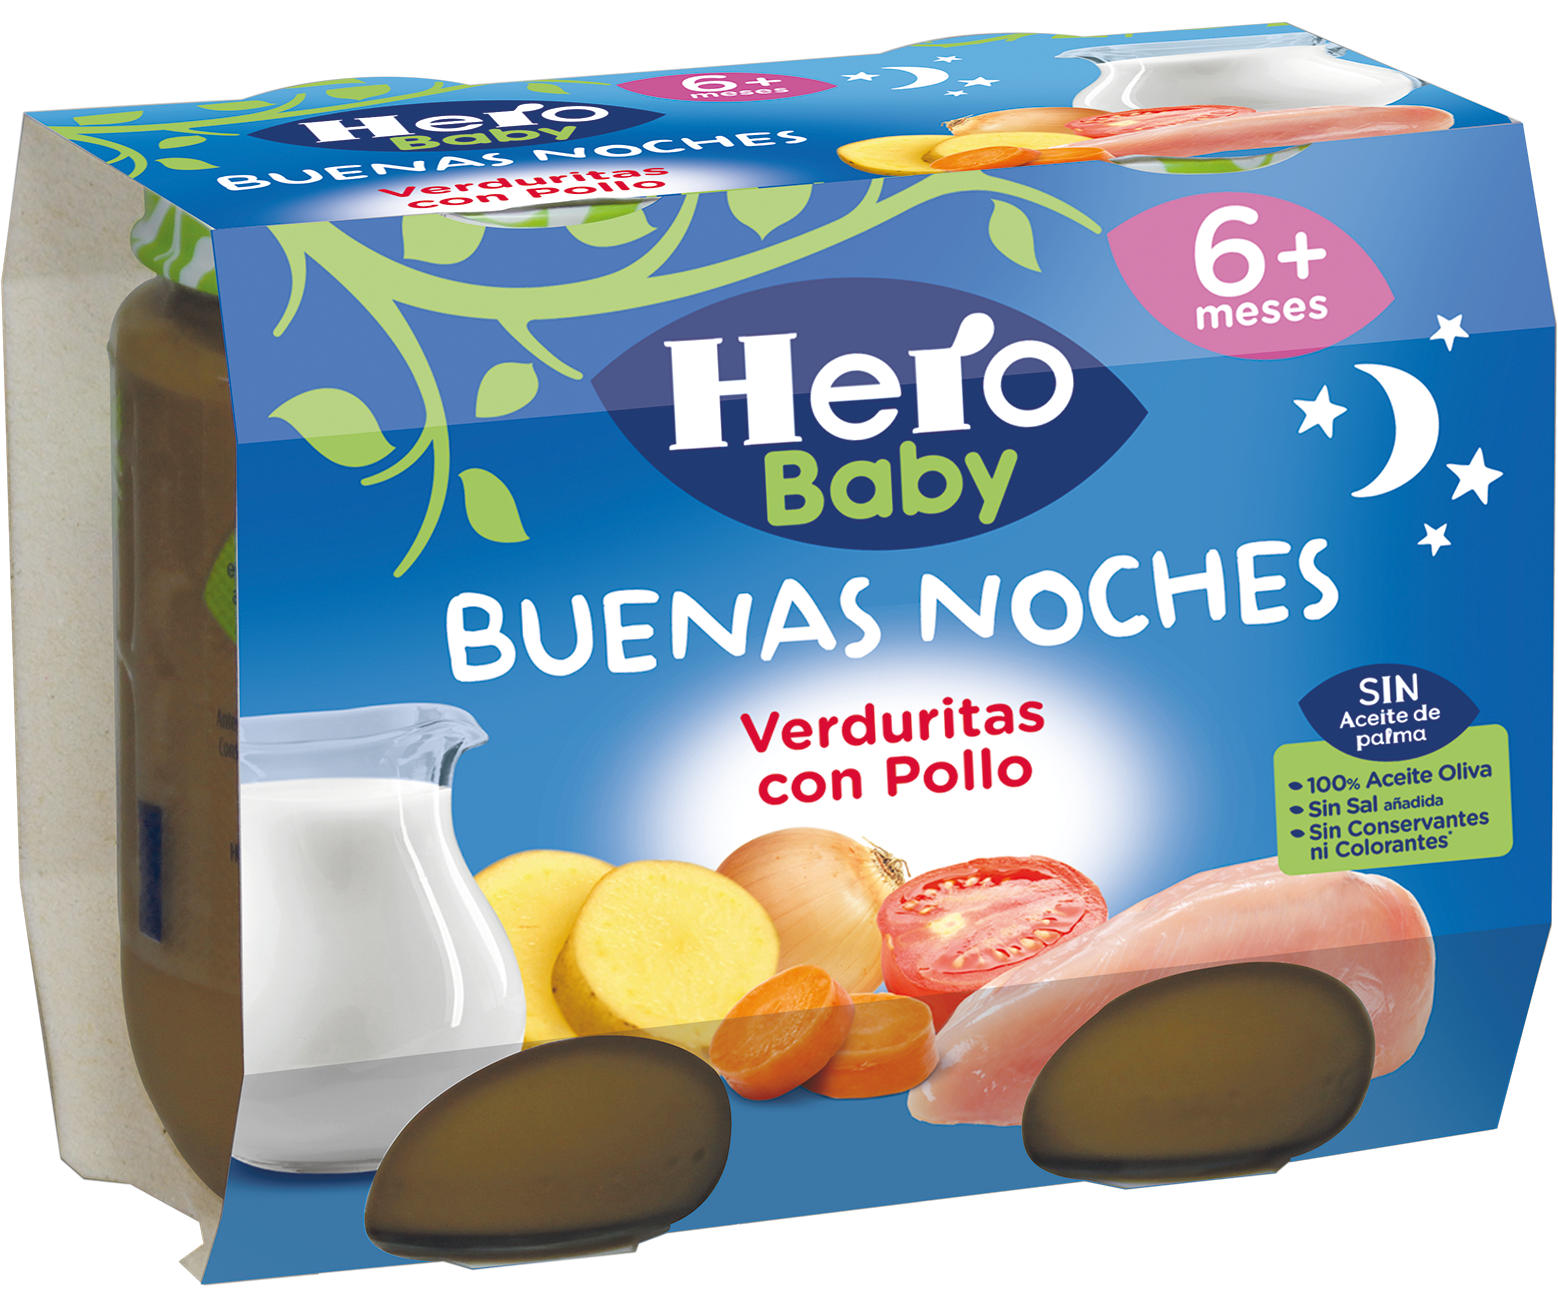 Hero
Baby
6+
meses
BUENAS NOCHES
Verduritas
con Pollo
6+
meses
Hero
Baby
BUENAS NOCHES
Verduritas
con Pollo
SIN
Aceite de
palma
100% Aceite Oliva
Sin Sal añadida
Sin Conservantes
ni Colorantes*